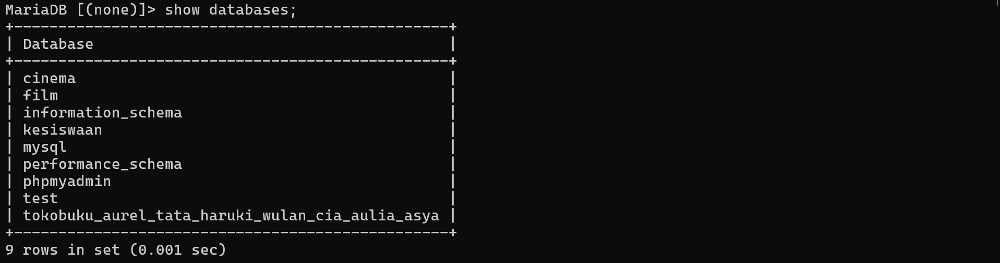 MariaDB [(none)]> show databases;
+-------------------------------------------------+
| Database                                        |
+-------------------------------------------------+
| cinema                                          |
| film                                            |
| information_schema                              |
| kesiswaan                                       |
| mysql                                           |
| performance_schema                              |
| phpmyadmin                                      |
| test                                            |
| tokobuku_aurel_tata_haruki_wulan_cia_aulia_asya |
+-------------------------------------------------+
9 rows in set (0.001 sec)